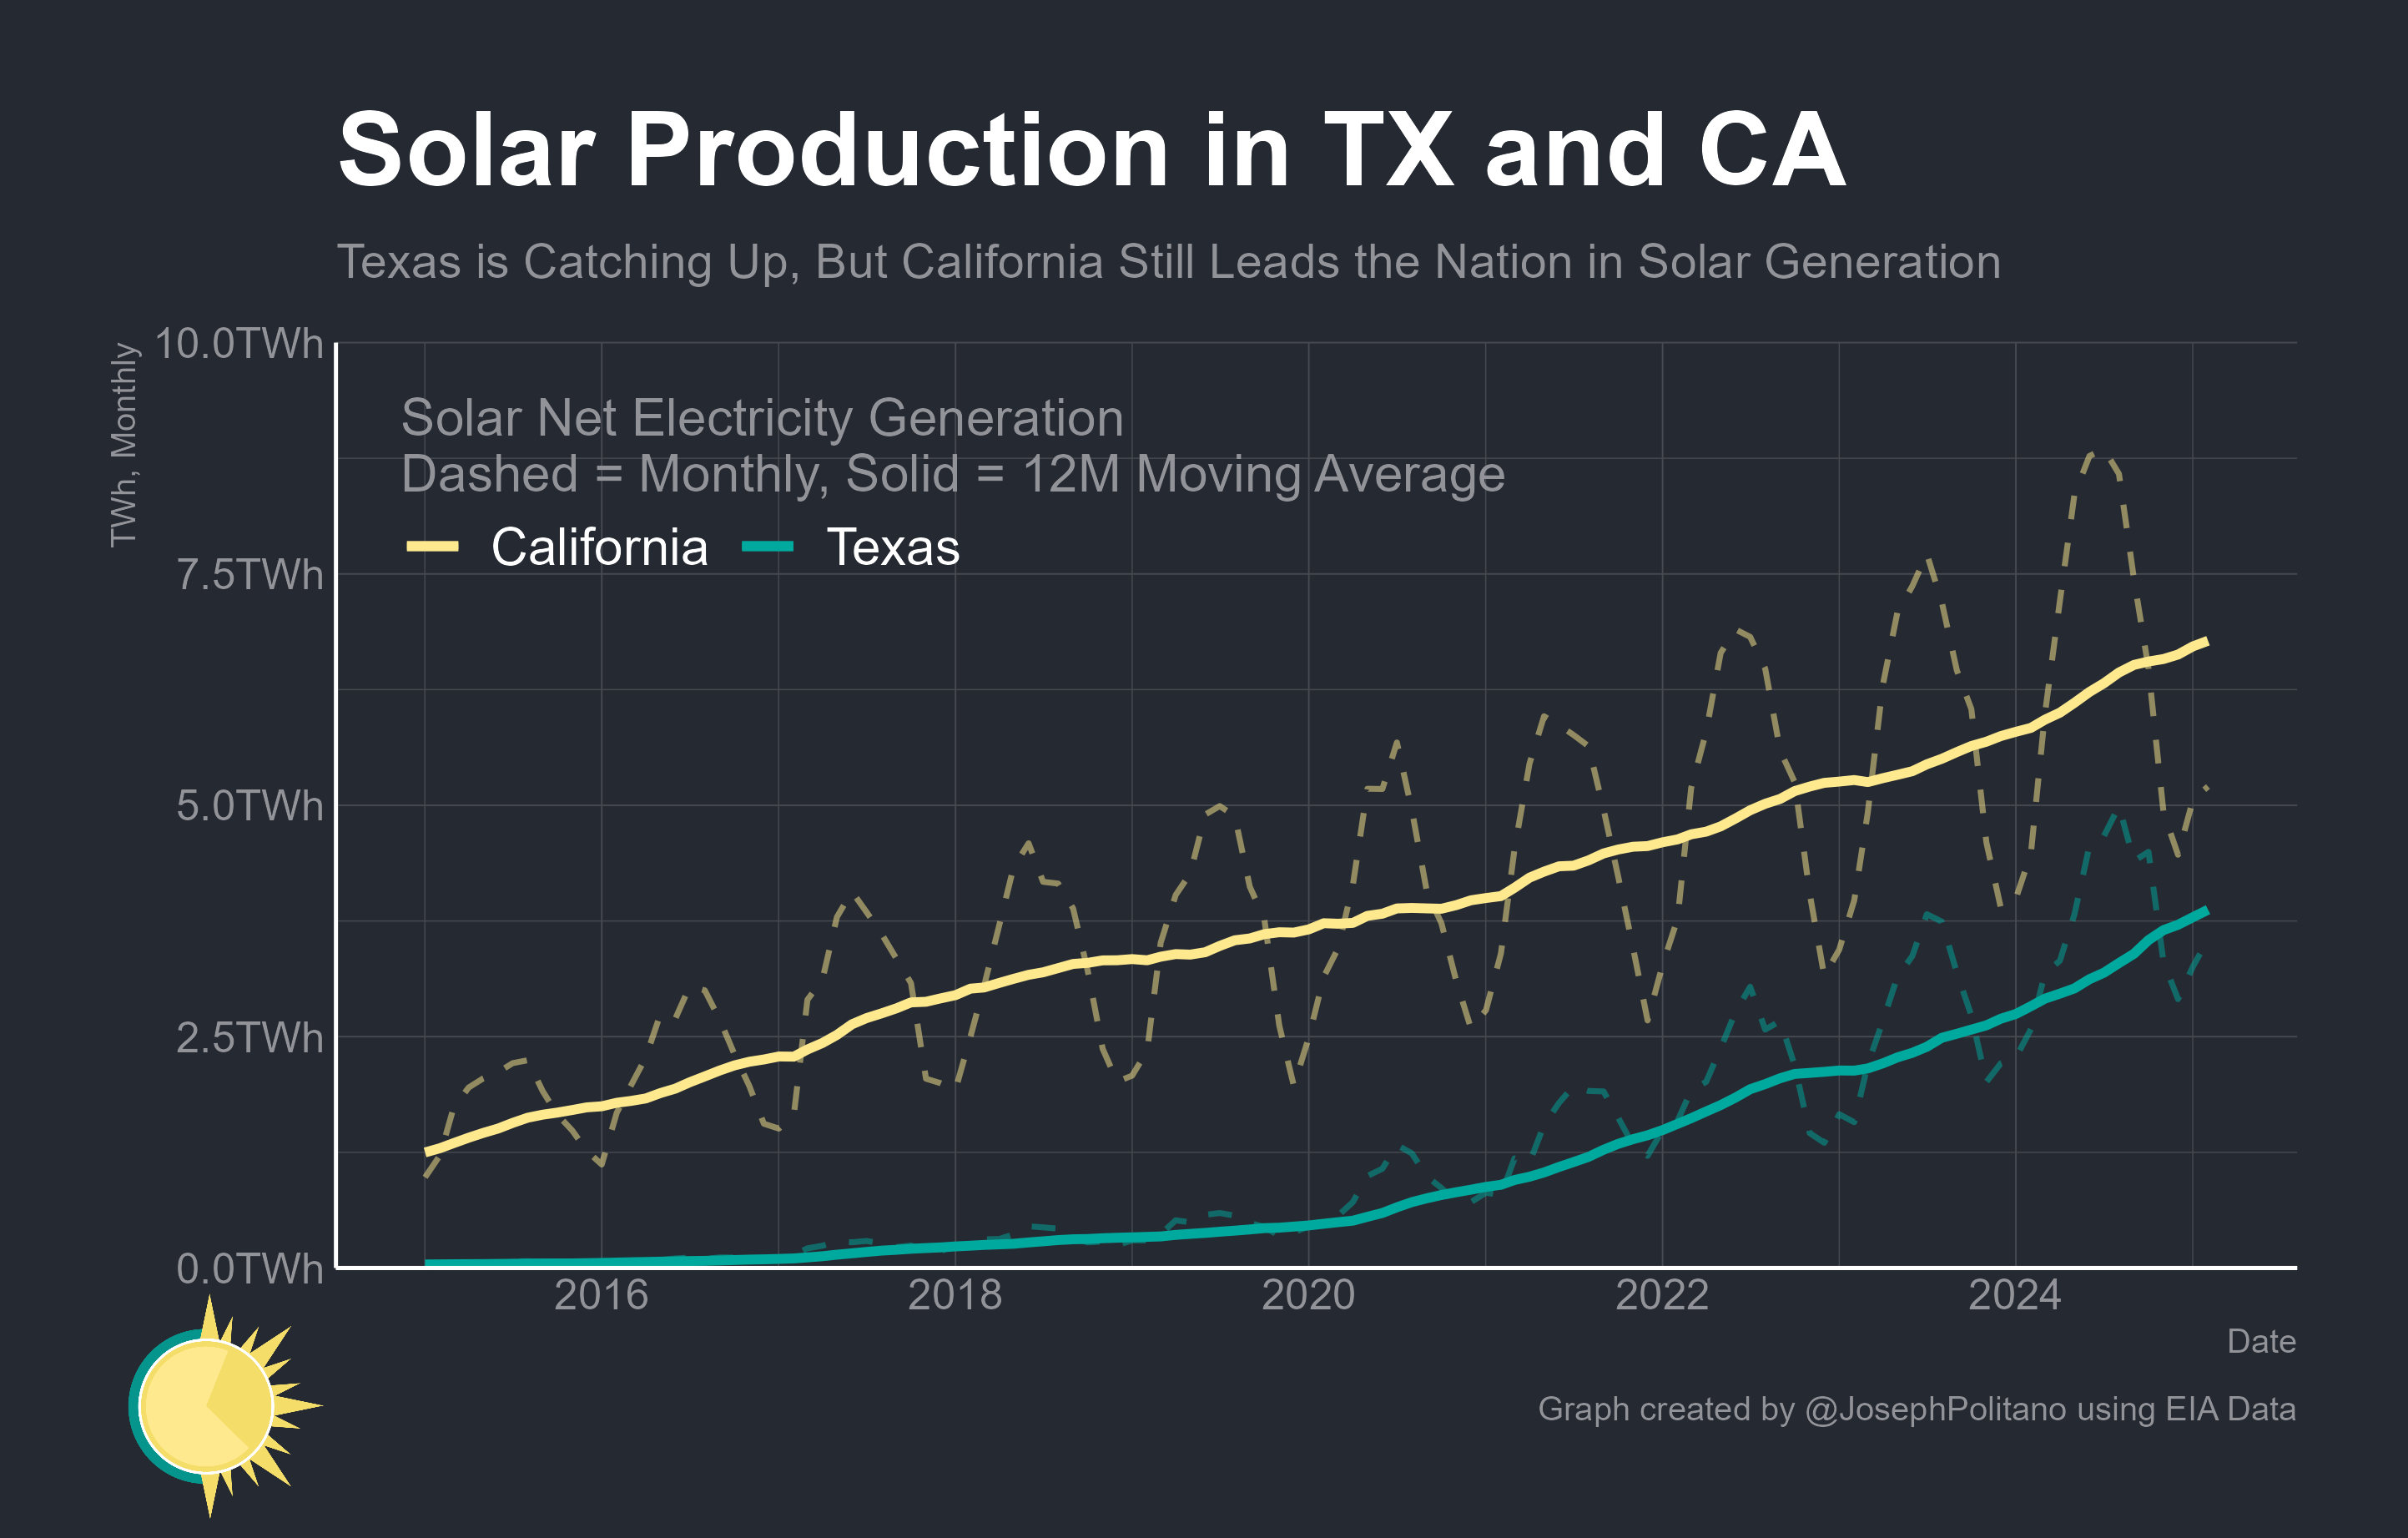 Solar Production in TX and CA
Texas is Catching Up, But California Still Leads the Nation in Solar Generation
TWh, Monthly
10.0TWh
7.5TWh
5.0TWh
2.5TWh
0.0TWh
Solar Net Electricity Generation
Dashed = Monthly, Solid = 12M Moving Average
California Texas
2016 2018 2020 2022 2024
Date
Graph created by @JosephPolitano using EIA Data